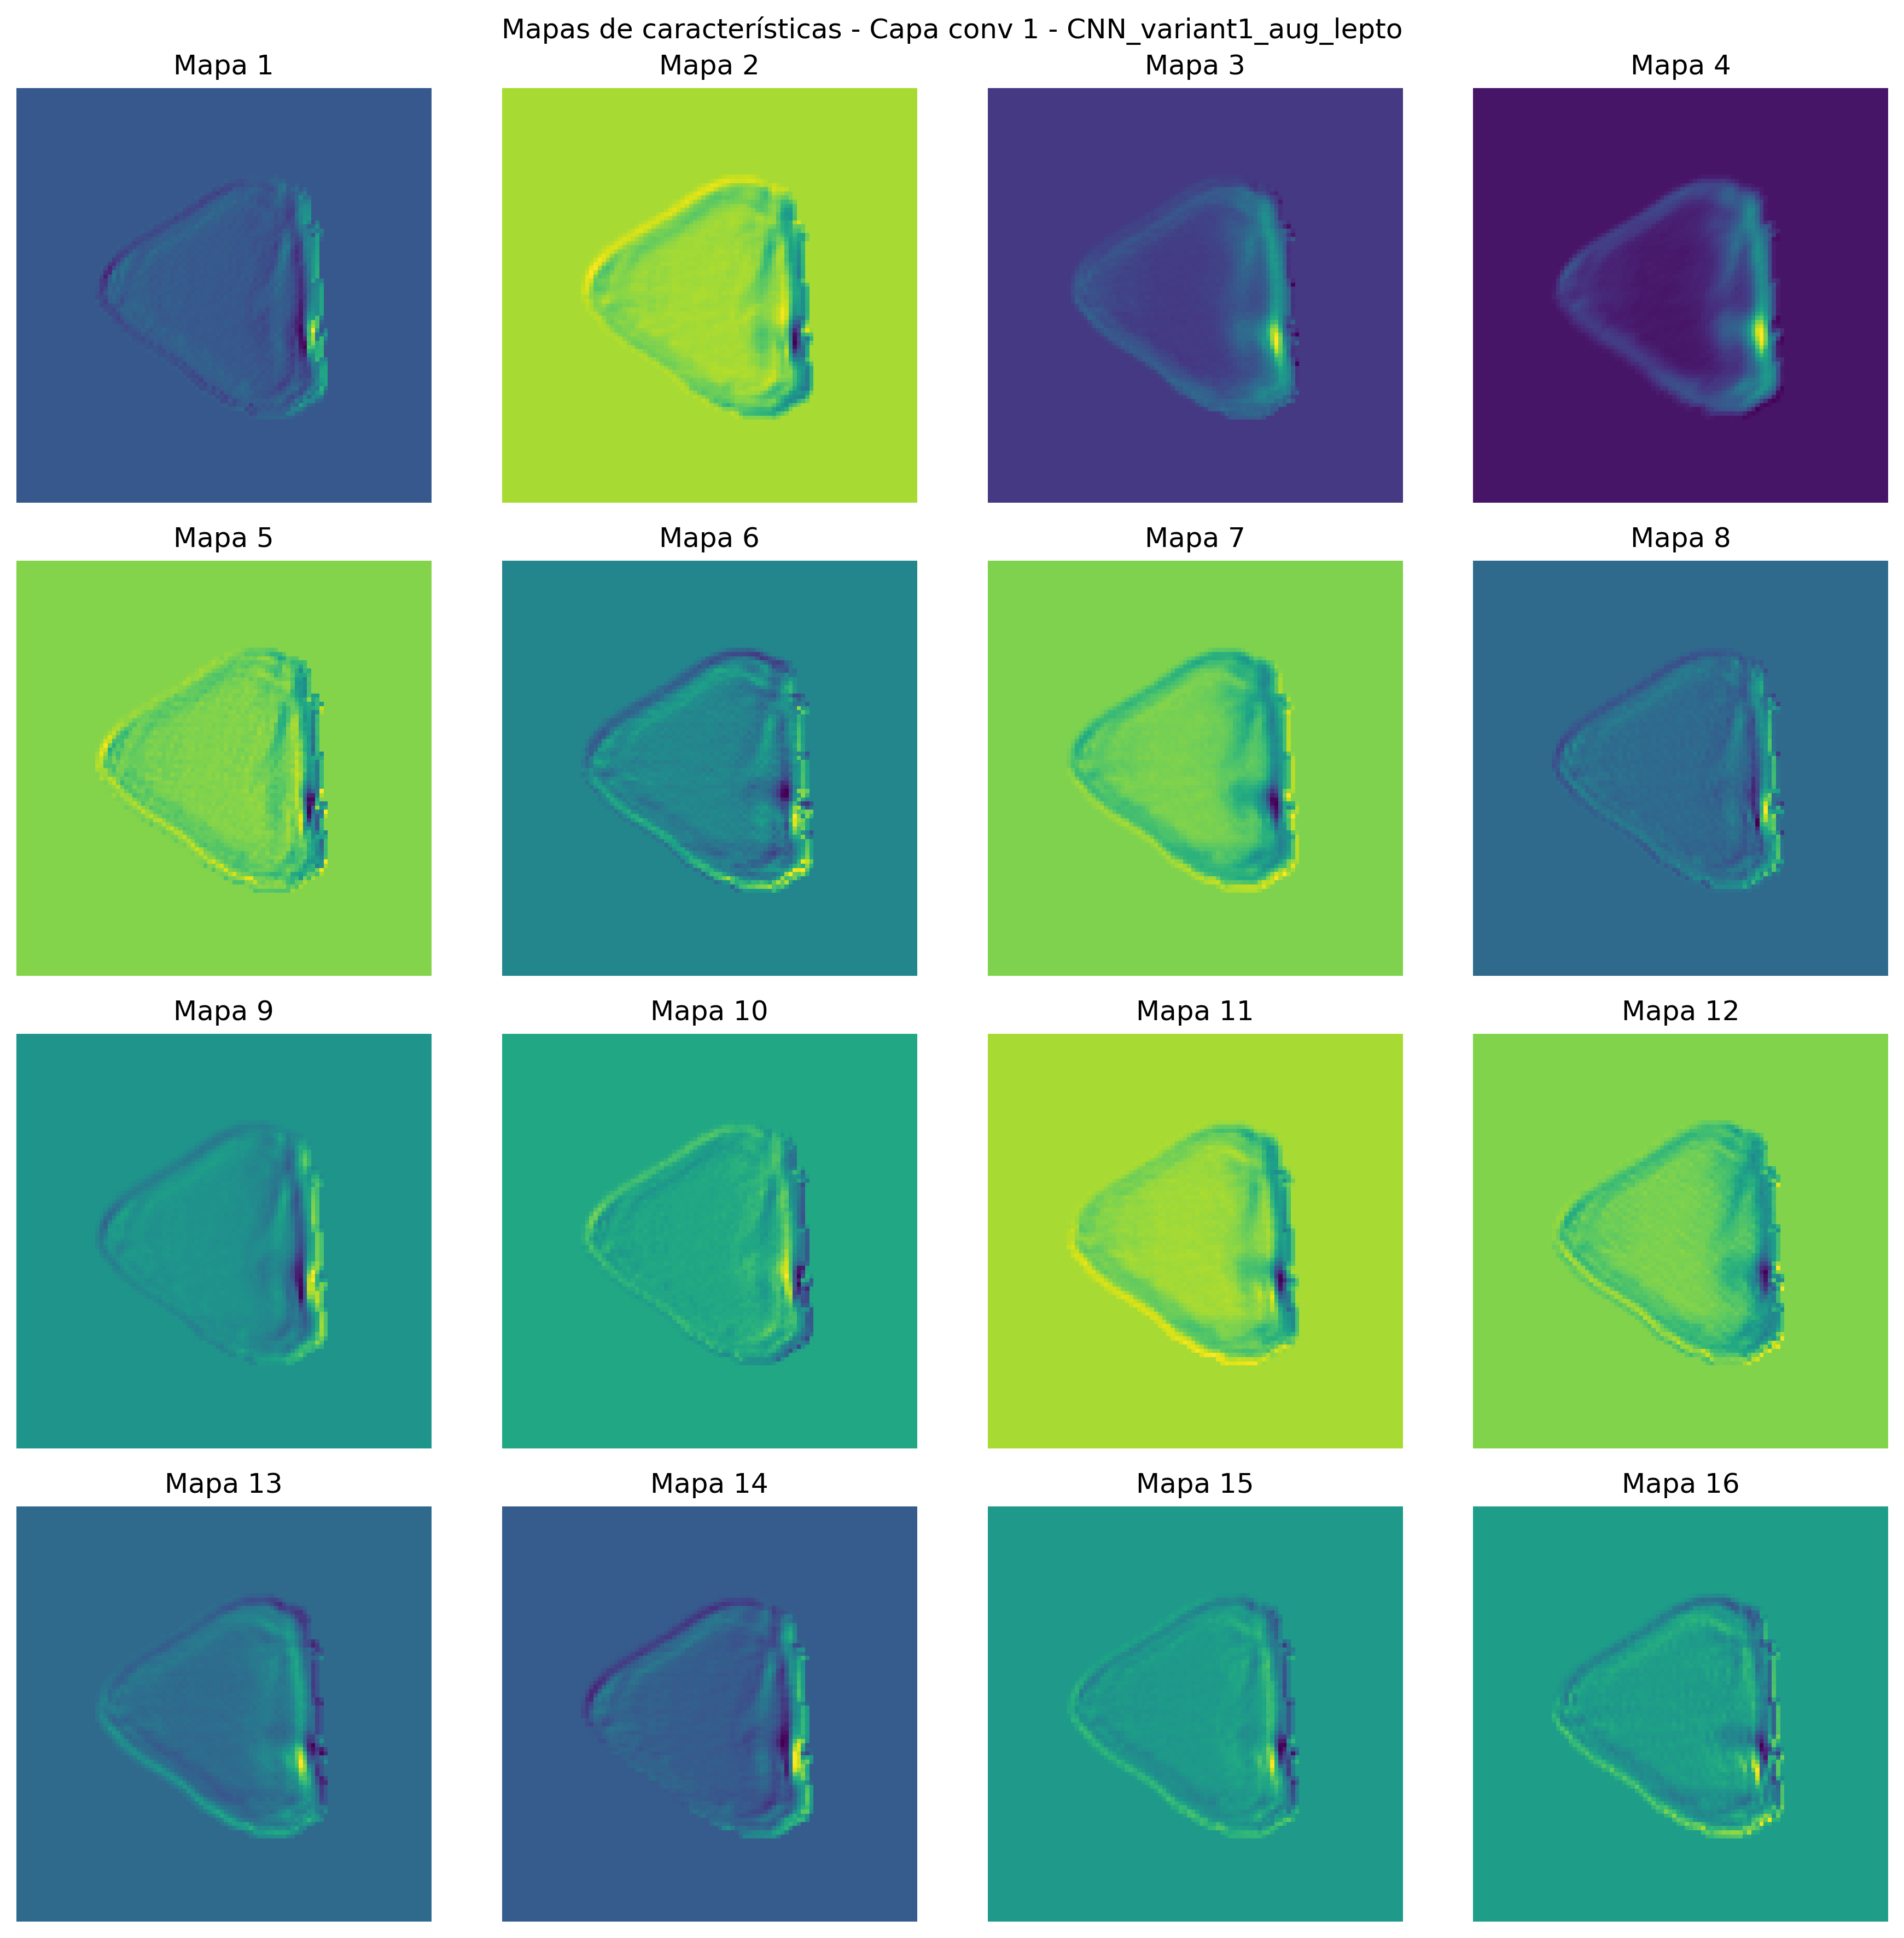 Mapas de características - Capa conv 1 - CNN_variant1_aug_lepto
Mapa 1
Mapa 2
Mapa 3
Mapa 4
Mapa 5
Mapa 6
Mapa 7
Mapa 8
Mapa 9
Mapa 10
Mapa 11
Mapa 12
Mapa 13
Mapa 14
Mapa 15
Mapa 16